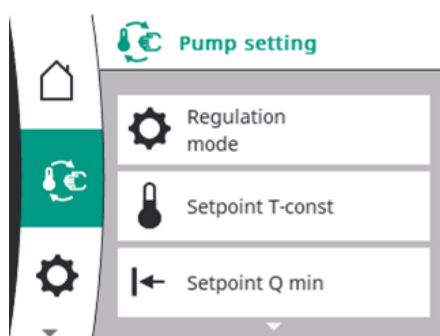 Pump setting
Regulation
mode
Setpoint T-const
Setpoint Q min